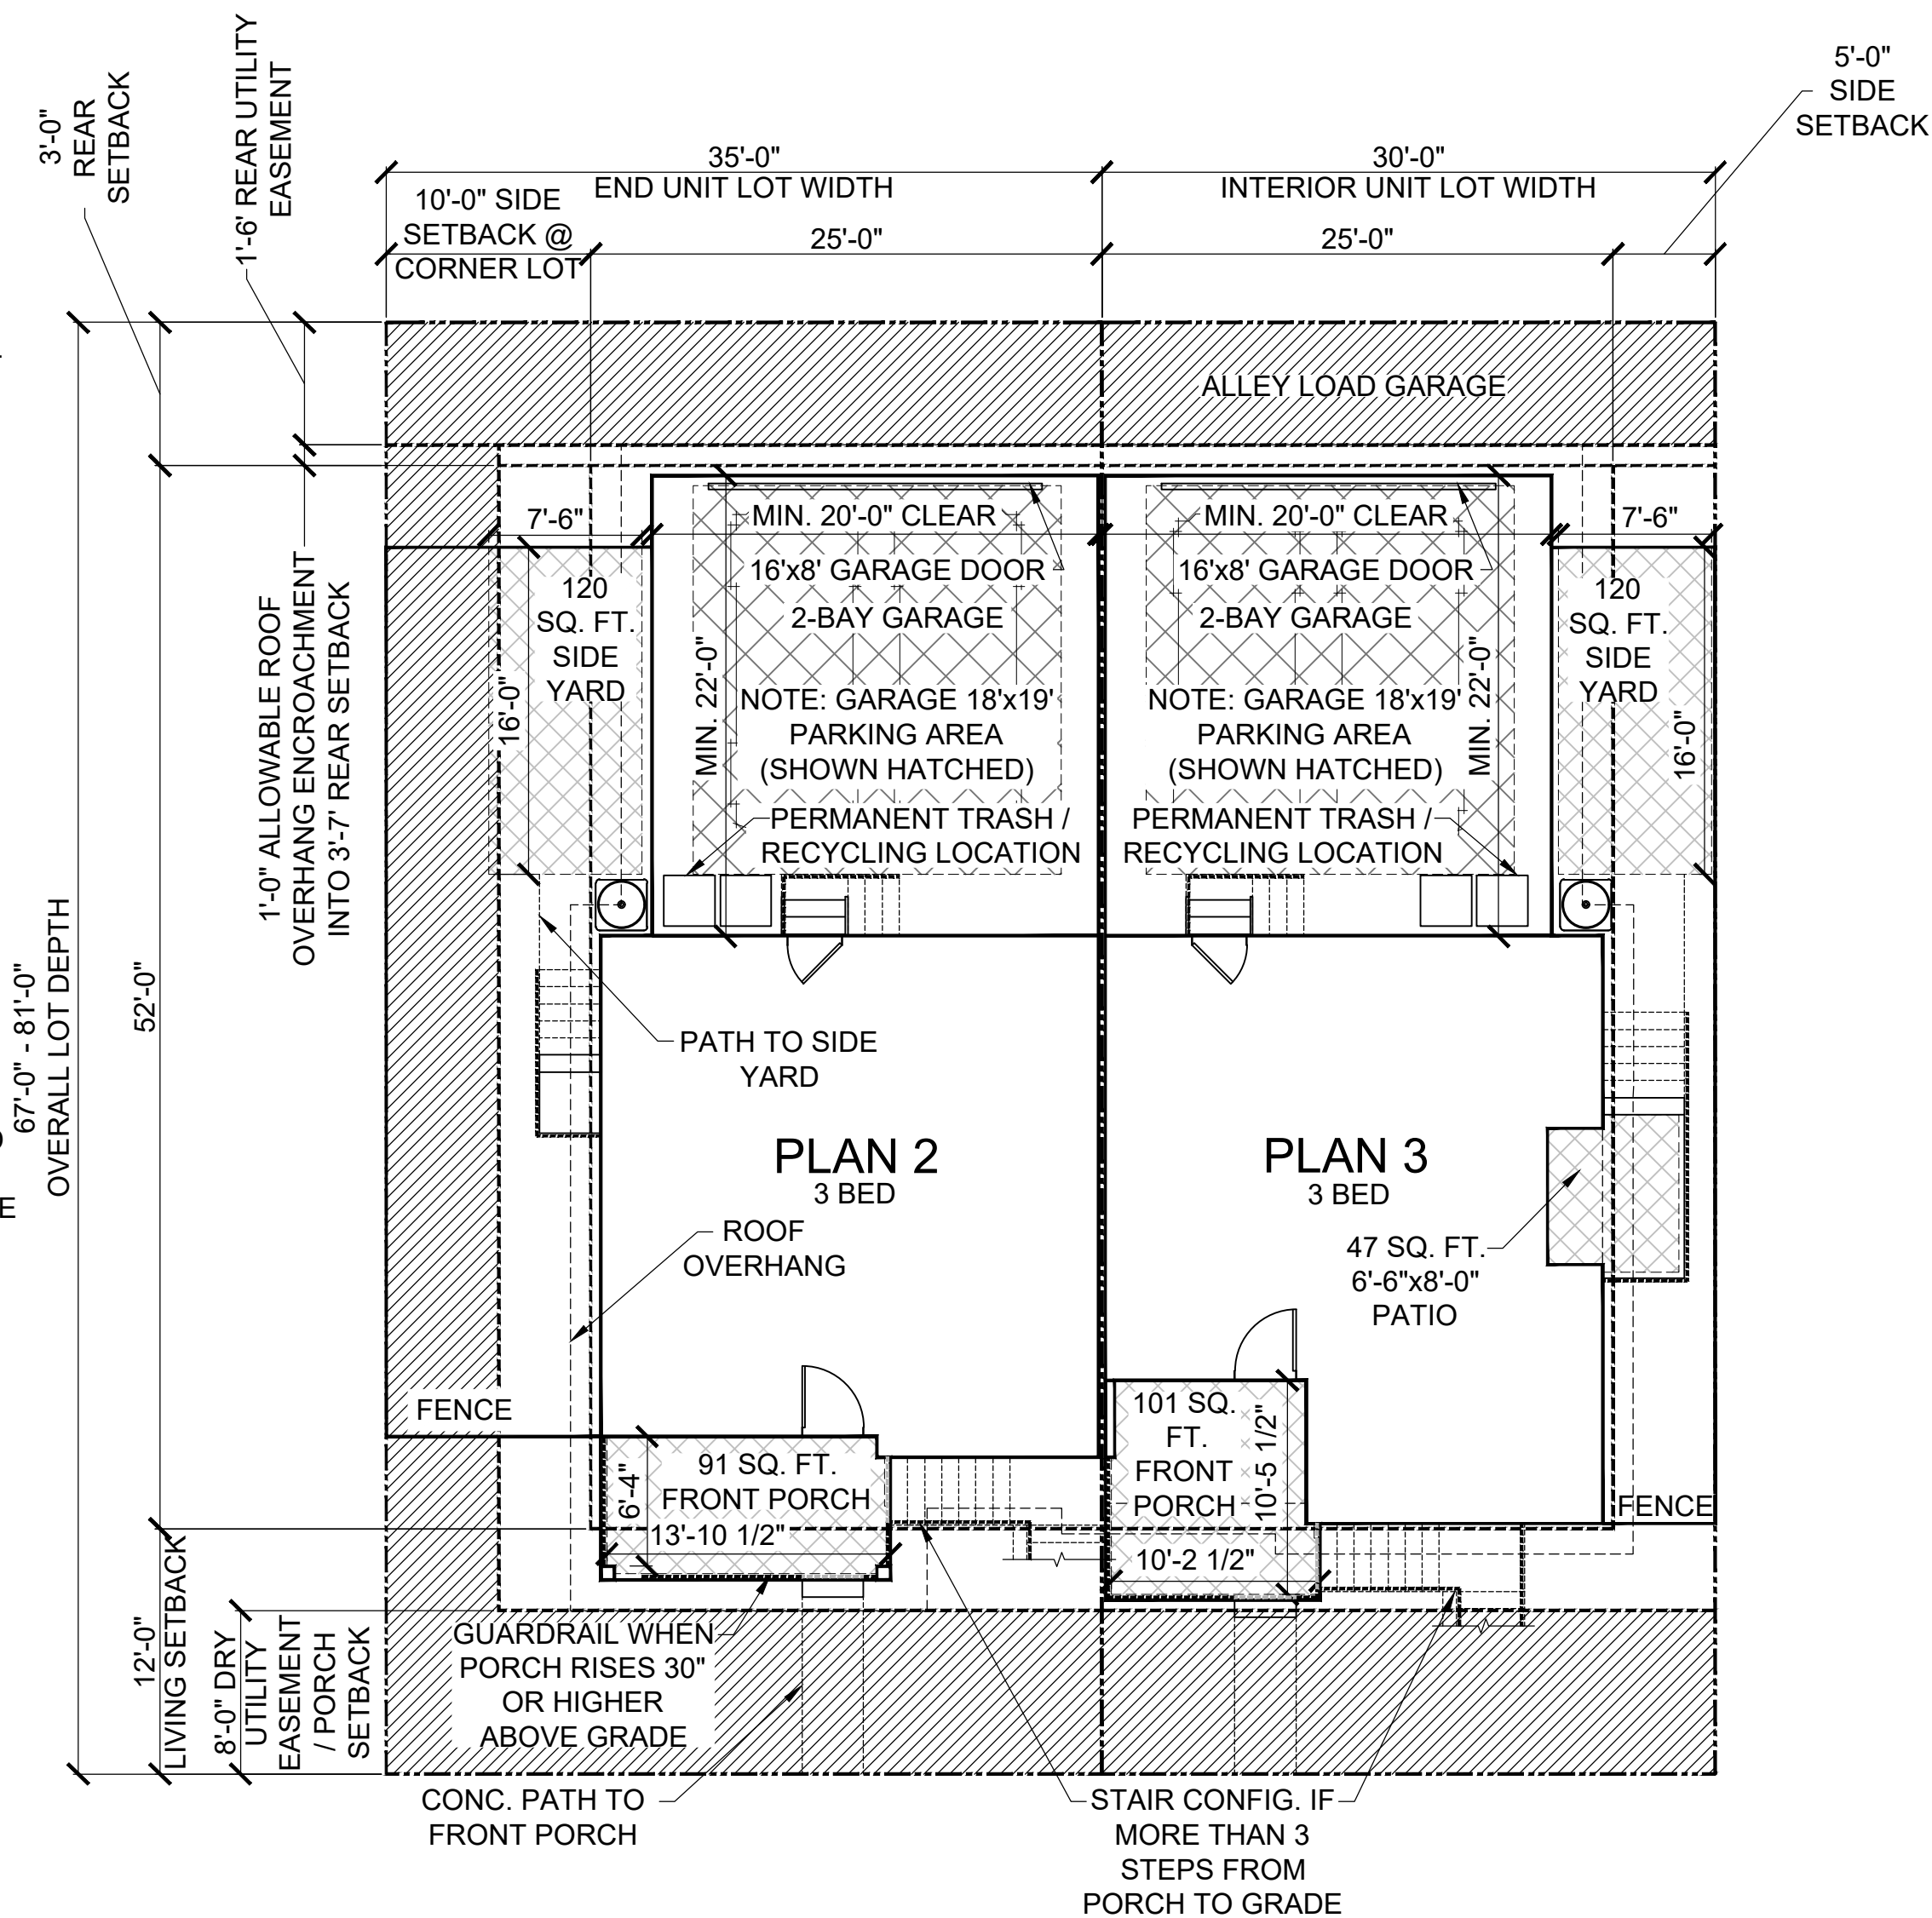 3'-0"
REAR
SETBACK
1'-6' REAR UTILITY
EASEMENT
5'-0"
SIDE
SETBACK
35'-0"
END UNIT LOT WIDTH
30'-0"
INTERIOR UNIT LOT WIDTH
10'-0" SIDE
SETBACK @
CORNER LOT
25'-0"
25'-0"
ALLEY LOAD GARAGE
7'-6"
MIN. 20'-0" CLEAR
16'x8' GARAGE DOOR
2-BAY GARAGE
MIN. 22'-0"
NOTE: GARAGE 18'x19'
PARKING AREA
(SHOWN HATCHED)
PERMANENT TRASH /
RECYCLING LOCATION
MIN. 20'-0" CLEAR
16'x8' GARAGE DOOR
2-BAY GARAGE
MIN. 22'-0"
NOTE: GARAGE 18'x19'
PARKING AREA
(SHOWN HATCHED)
PERMANENT TRASH /
RECYCLING LOCATION
7'-6"
120
SQ. FT.
SIDE
YARD
16'-0"
120
SQ. FT.
SIDE
YARD
16'-0"
1'-0" ALLOWABLE ROOF
OVERHANG ENCROACHMENT
INTO 3'-7' REAR SETBACK
67'-0" - 81'-0"
OVERALL LOT DEPTH
52'-0"
E
PATH TO SIDE
YARD
PLAN 2
3 BED
ROOF
OVERHANG
PLAN 3
3 BED
47 SQ. FT.
6'-6"x8'-0"
PATIO
FENCE
91 SQ. FT.
FRONT PORCH
6'-4"
13'-10 1/2"
101 SQ.
FT.
FRONT
PORCH
10'-5 1/2"
10'-2 1/2"
FENCE
12'-0"
LIVING SETBACK
8'-0" DRY
UTILITY
EASEMENT
/ PORCH
SETBACK
GUARDRAIL WHEN
PORCH RISES 30"
OR HIGHER
ABOVE GRADE
CONC. PATH TO
FRONT PORCH
STAIR CONFIG. IF
MORE THAN 3
STEPS FROM
PORCH TO GRADE